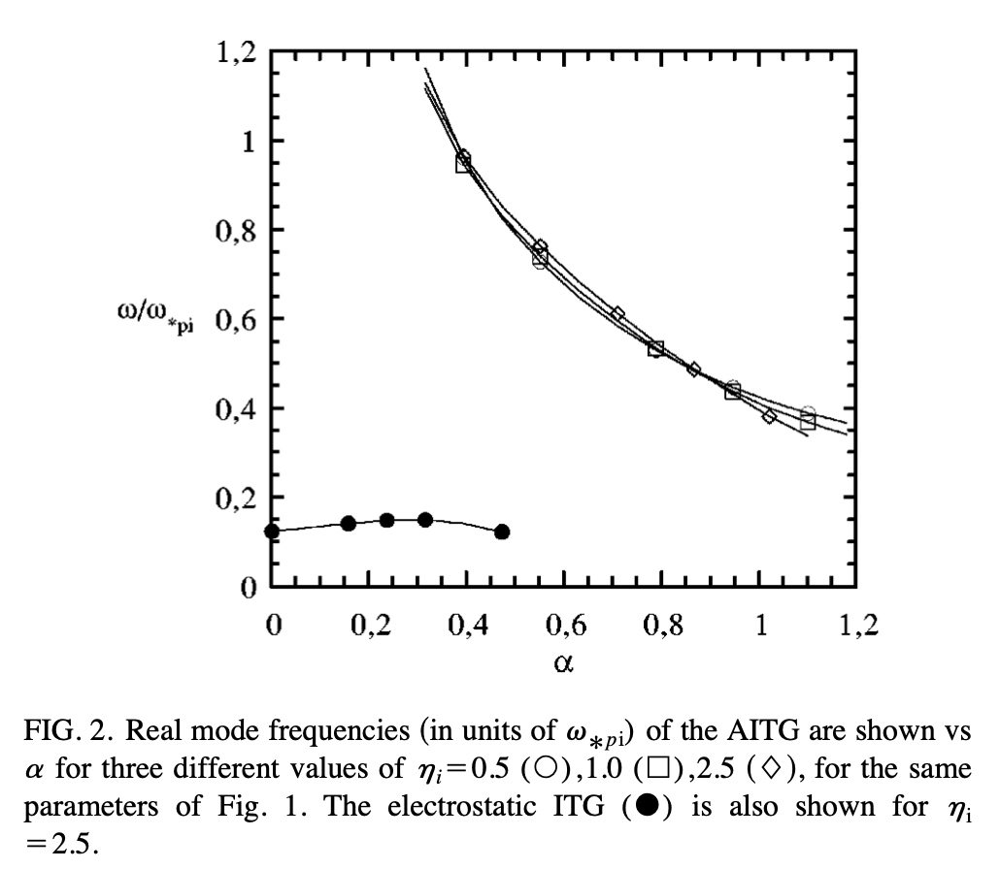 1,2
1
0,8
ω/ω*pi 0,6
0,4
0,2
0
0 0,2 0,4 0,6 0,8 1 1,2
α
FIG. 2. Real mode frequencies (in units of ω*pi) of the AITG are shown vs
α for three different values of ηi=0.5 (○),1.0 (□),2.5 (◇), for the same
parameters of Fig. 1. The electrostatic ITG (●) is also shown for ηi
=2.5.